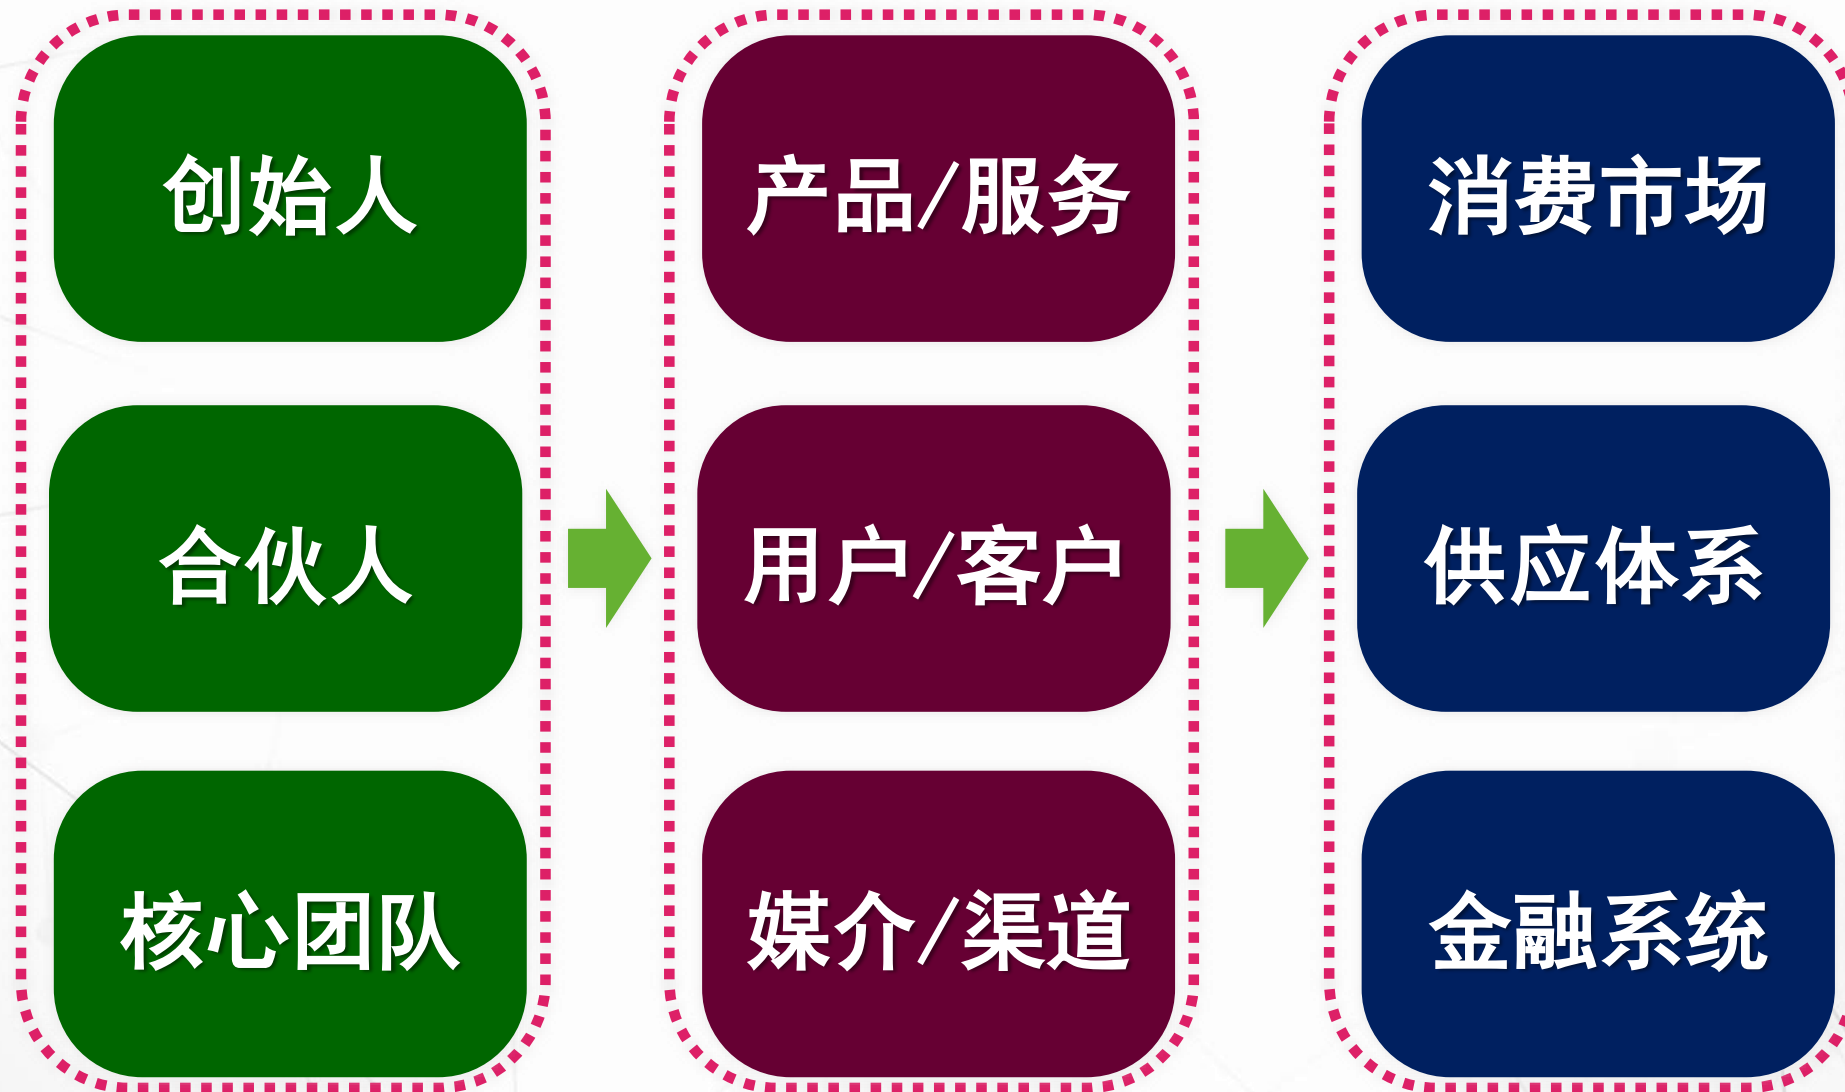 创始人
合伙人
核心团队
产品/服务
用户/客户
媒介/渠道
消费市场
供应体系
金融系统